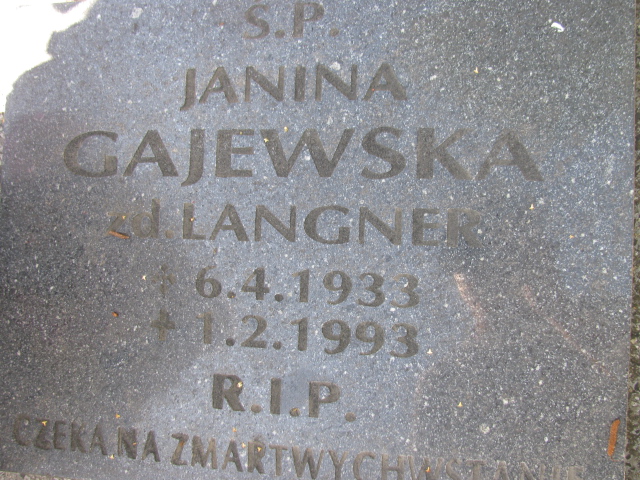 Ś.P.
JANINA
GAJEWSKA
zd. LANGNER
* 6.4.1933
+ 1.2.1993
R.I.P.
CZEKA NA ZMARTWYCHWSTANIE